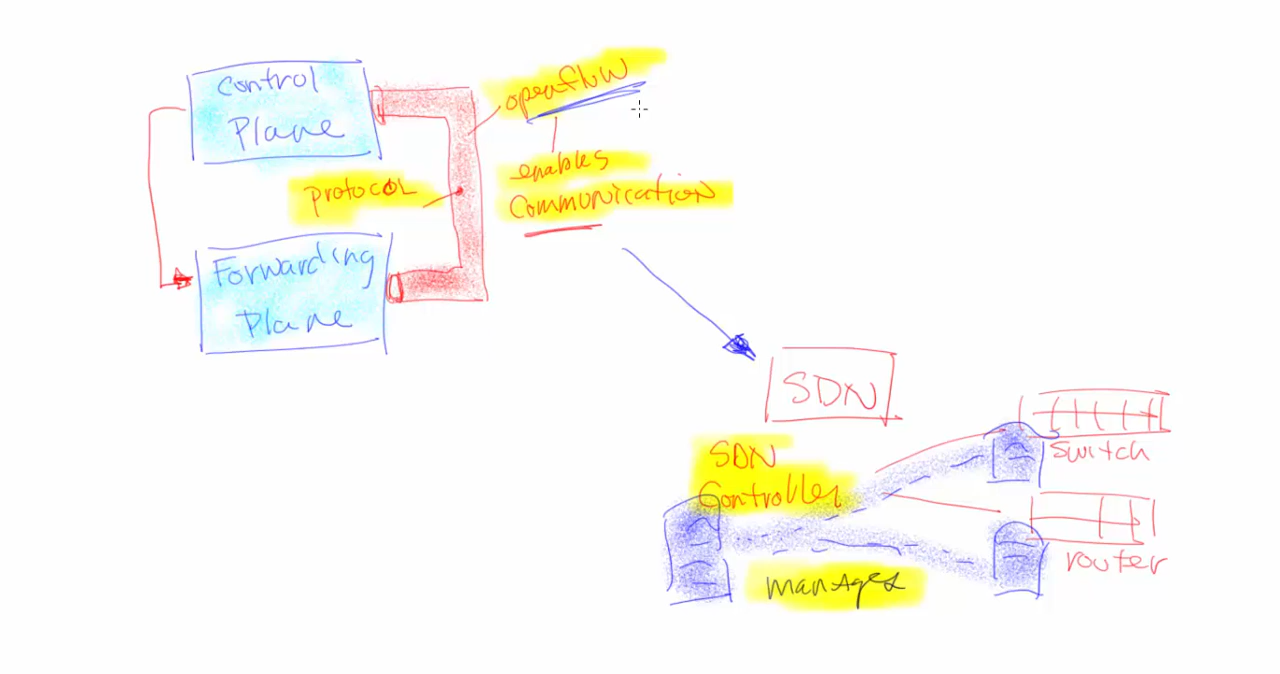 Control
Plane
openflow
enables
Communication
protocol
Forwarding
Plane
SDN
SDN
Controller
manages
switch
router